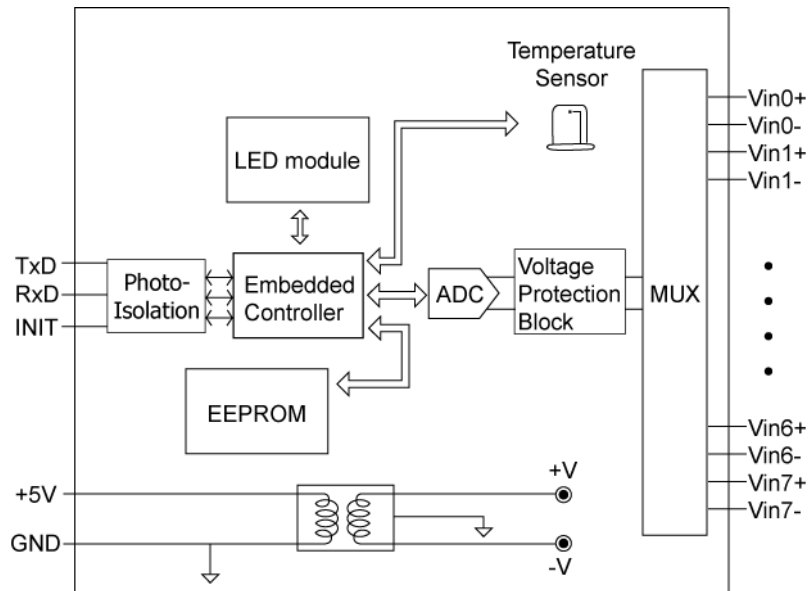 Temperature
Sensor
Vin0+
Vin0-
Vin1+
Vin1-
LED module
TxD
RxD
INIT
Photo-
Isolation
Embedded
Controller
ADC
Voltage
Protection
Block
MUX
EEPROM
Vin6+
Vin6-
Vin7+
Vin7-
+5V
GND
+V
-V